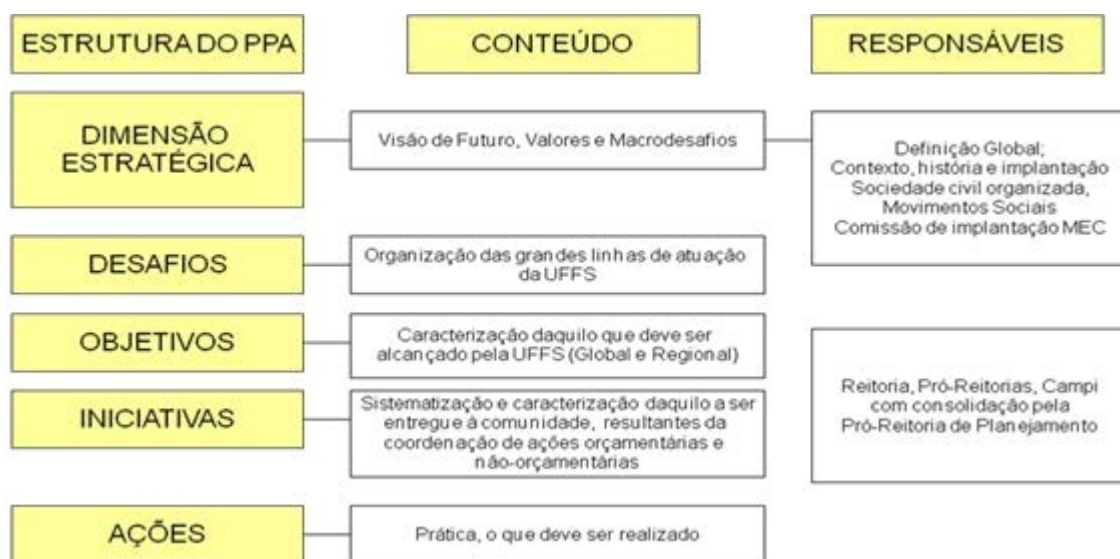 ESTRUTURA DO PPA
CONTEÚDO
RESPONSÁVEIS
DIMENSÃO
ESTRATÉGICA
Visão de Futuro, Valores e Macrodesafios
Definição Global;
Contexto, história e implantação
Sociedade civil organizada,
Movimentos Sociais
Comissão de implantação MEC
DESAFIOS
Organização das grandes linhas de atuação
da UFFS
OBJETIVOS
Caracterização daquilo que deve ser
alcançado pela UFFS (Global e Regional)
INICIATIVAS
Sistematização e caracterização daquilo a ser
entregue à comunidade, resultantes da
coordenação de ações orçamentárias e
não-orçamentárias
Reitoria, Pró-Reitorias, Campi
com consolidação pela
Pró-Reitoria de Planejamento
AÇÕES
Prática, o que deve ser realizado